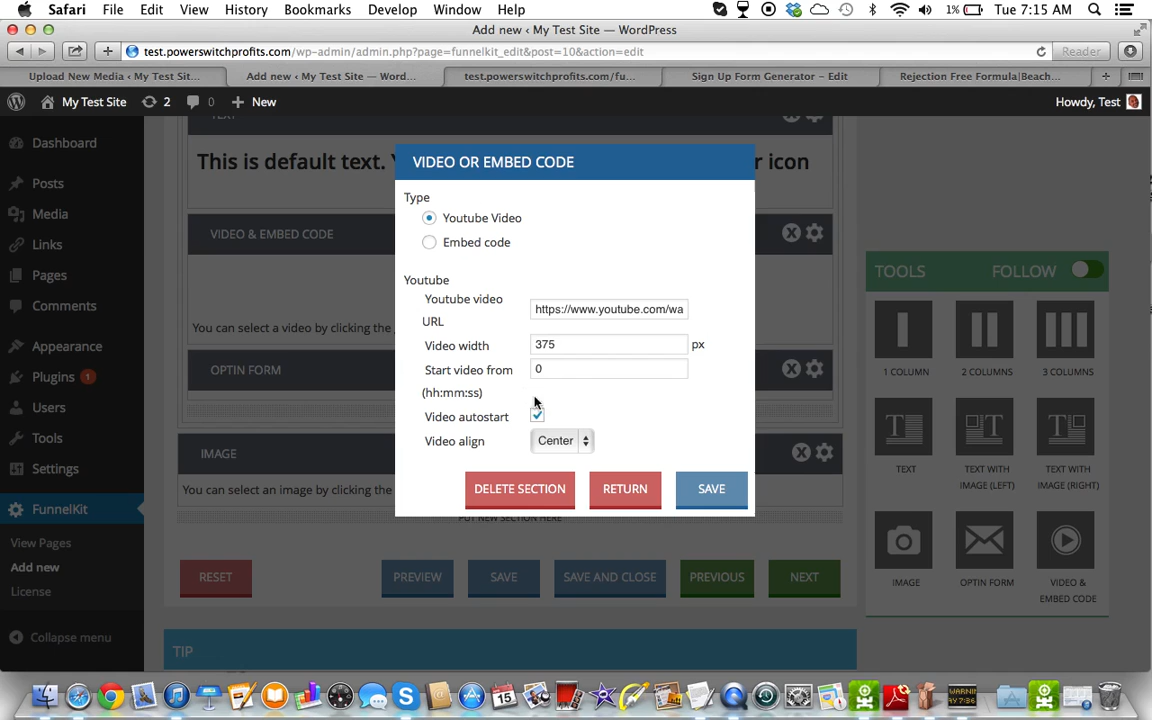 Safari File Edit View History Bookmarks Develop Window Help 1% Tue 7:15 AM
Add new ‹ My Test Site — WordPress
test.powerswitchprofits.com/wp-admin/admin.php?page=funnelkit_edit&post=10&action=edit Reader
Upload New Media ‹ My Test Sit... Add new ‹ My Test Site — Word... test.powerswitchprofits.com/fu... Sign Up Form Generator – Edit Rejection Free Formula|Beach...
My Test Site 2 0 + New Howdy, Test
Dashboard
Posts
Media
Links
Pages
Comments
Appearance
Plugins 1
Users
Tools
Settings
FunnelKit
View Pages
Add new
License
Collapse menu
TEXT
This is default text. r icon
VIDEO & EMBED CODE
You can select a video by clicking the
OPTIN FORM
IMAGE
You can select an image by clicking the
PUT NEW SECTION HERE
VIDEO OR EMBED CODE
Type
Youtube Video
Embed code
Youtube
Youtube video URL https://www.youtube.com/wa
Video width 375 px
Start video from (hh:mm:ss) 0
Video autostart
Video align Center
DELETE SECTION RETURN SAVE
RESET PREVIEW SAVE SAVE AND CLOSE PREVIOUS NEXT
TIP
TOOLS FOLLOW
1 COLUMN 2 COLUMNS 3 COLUMNS
TEXT TEXT WITH IMAGE (LEFT) TEXT WITH IMAGE (RIGHT)
IMAGE OPTIN FORM VIDEO & EMBED CODE